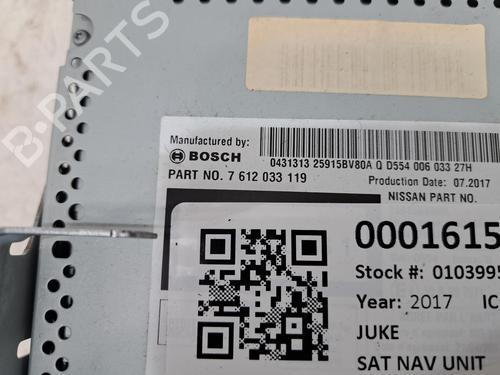 Manufactured by:
BOSCH
0431313 25915BV80A Q D554 006 033 27H
PART NO. 7 612 033 119
Production Date: 07.2017
NISSAN PART NO.
0001615
Stock #: 0103995
Year: 2017 IC
JUKE
SAT NAV UNIT
B-PARTS